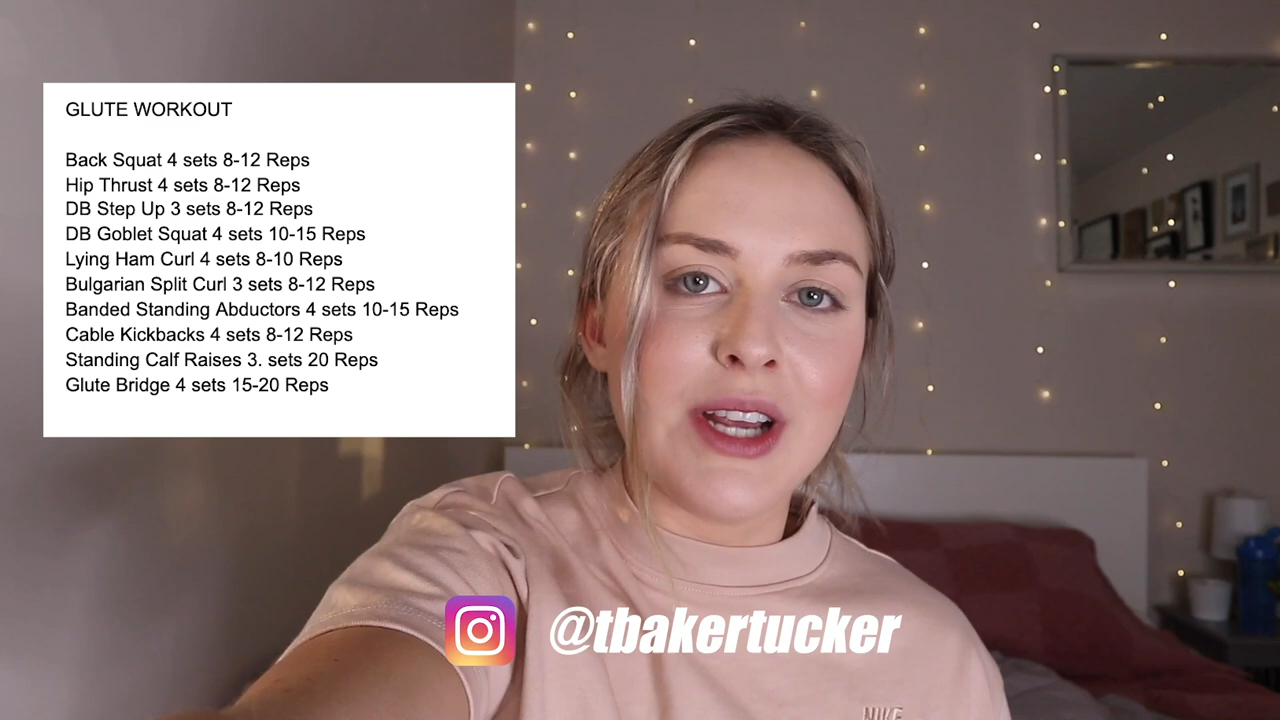 GLUTE WORKOUT
Back Squat 4 sets 8-12 Reps
Hip Thrust 4 sets 8-12 Reps
DB Step Up 3 sets 8-12 Reps
DB Goblet Squat 4 sets 10-15 Reps
Lying Ham Curl 4 sets 8-10 Reps
Bulgarian Split Curl 3 sets 8-12 Reps
Banded Standing Abductors 4 sets 10-15 Reps
Cable Kickbacks 4 sets 8-12 Reps
Standing Calf Raises 3. sets 20 Reps
Glute Bridge 4 sets 15-20 Reps
@tbakertucker
NIKE